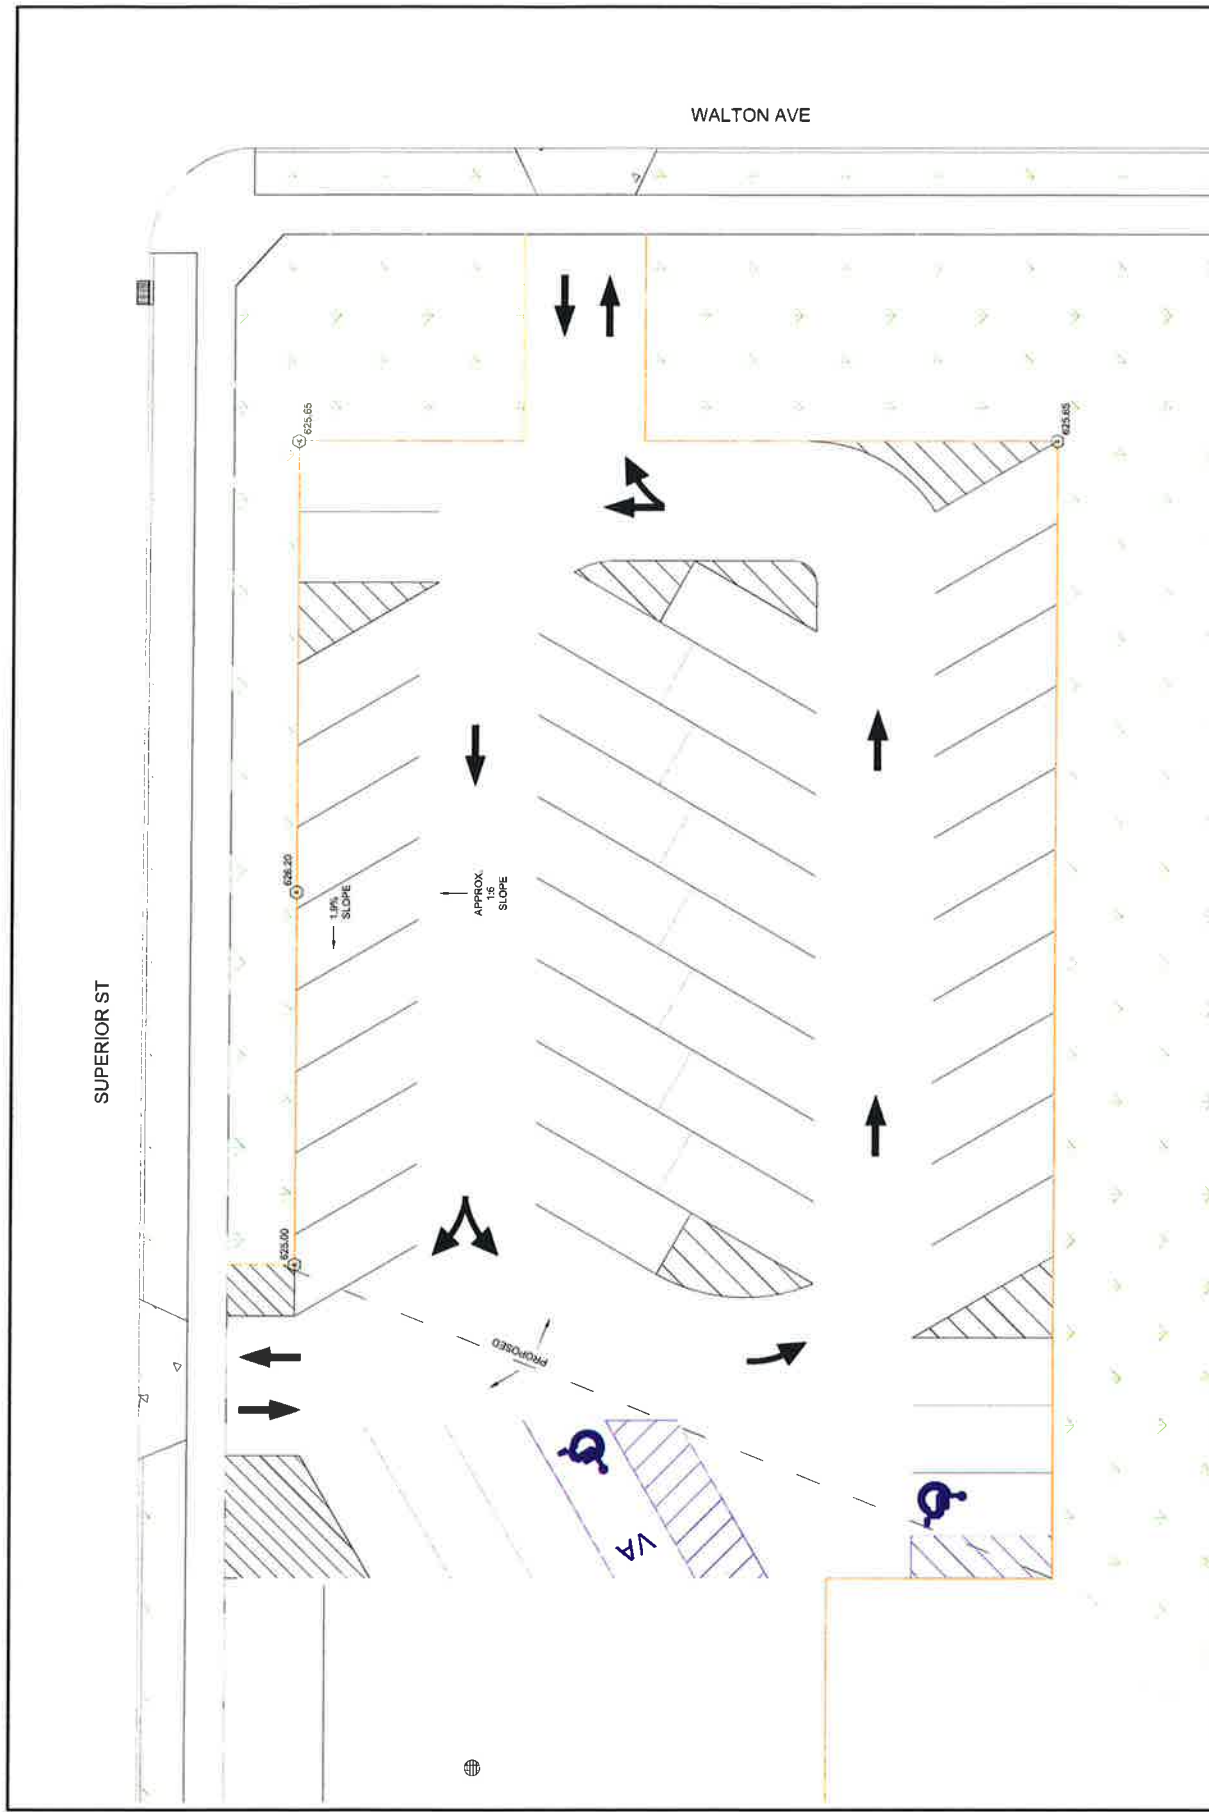 WALTON AVE
625.65
625.65
626.20
1.9%
SLOPE
APPROX.
1:6
SLOPE
SUPERIOR ST
625.00
PROPOSED
VA